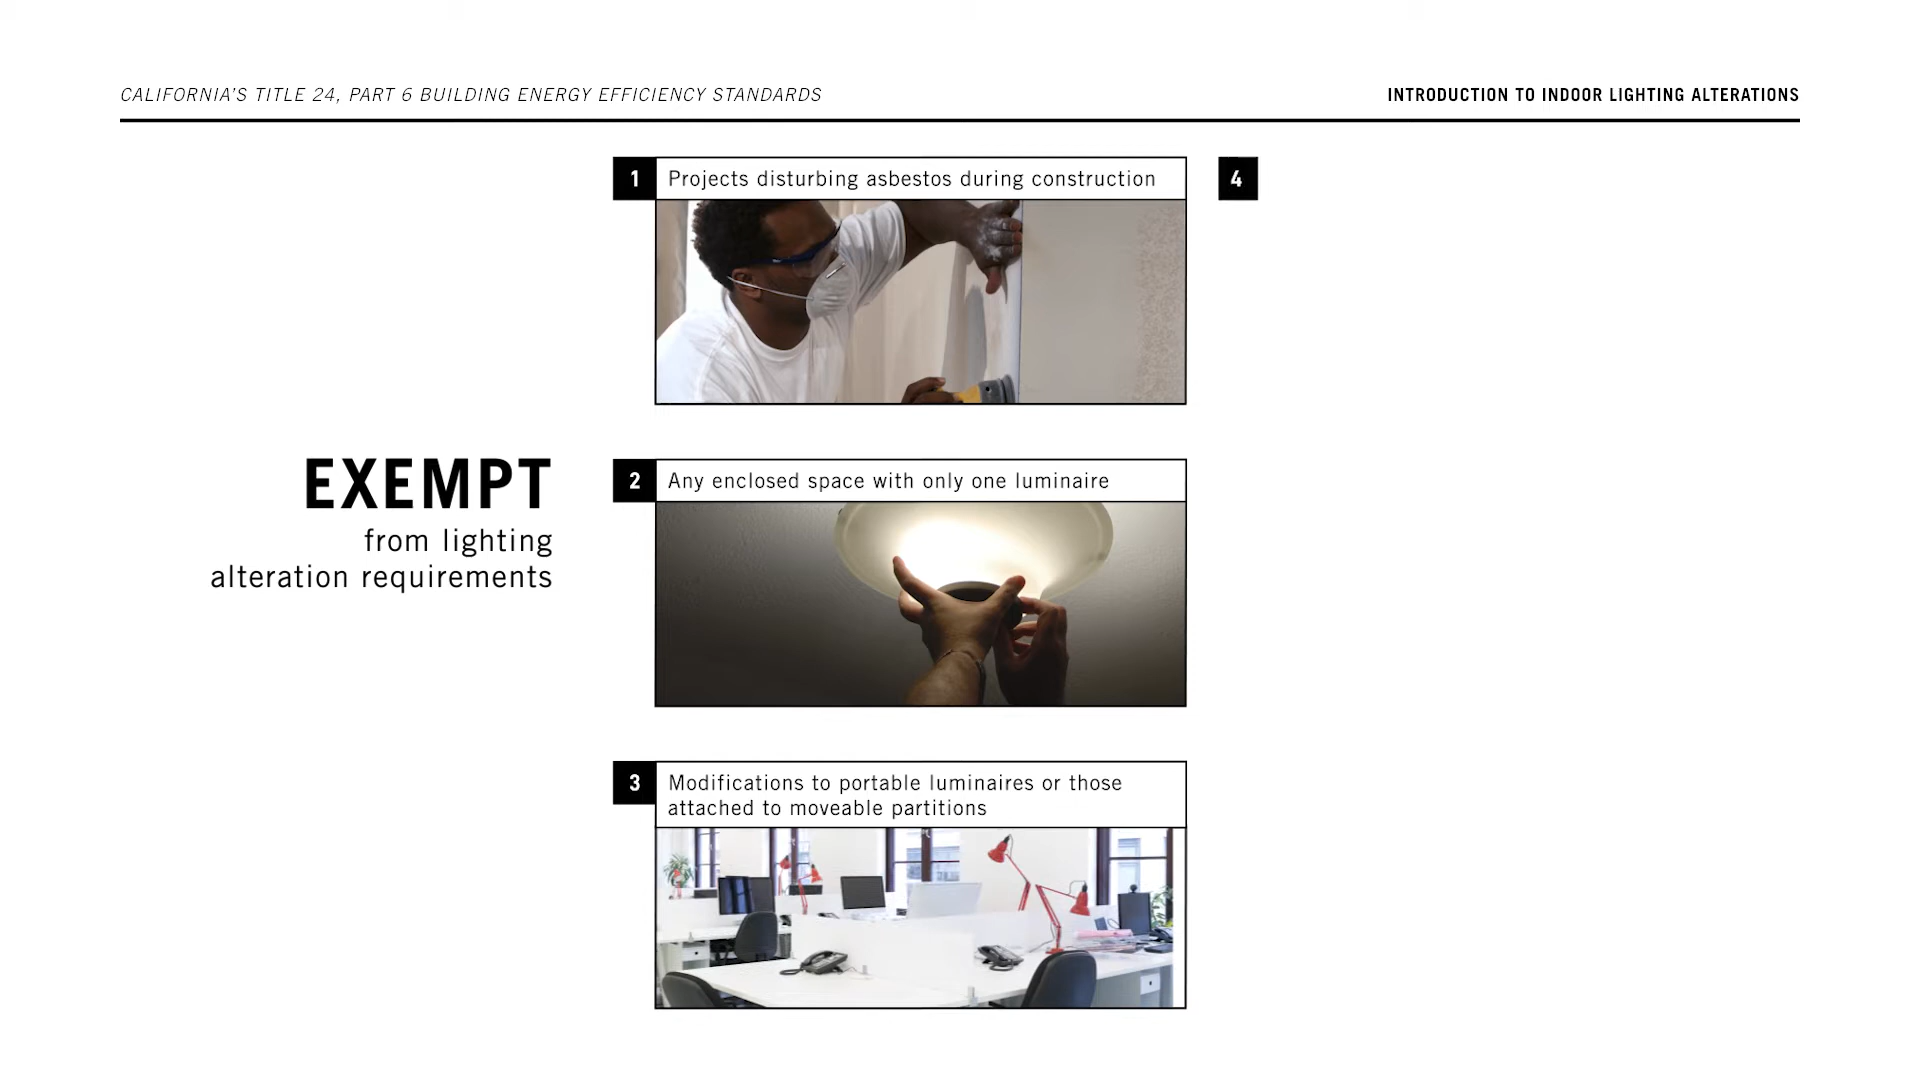 CALIFORNIA'S TITLE 24, PART 6 BUILDING ENERGY EFFICIENCY STANDARDS
INTRODUCTION TO INDOOR LIGHTING ALTERATIONS
EXEMPT
from lighting
alteration requirements
1 Projects disturbing asbestos during construction
2 Any enclosed space with only one luminaire
3 Modifications to portable luminaires or those
attached to moveable partitions
4